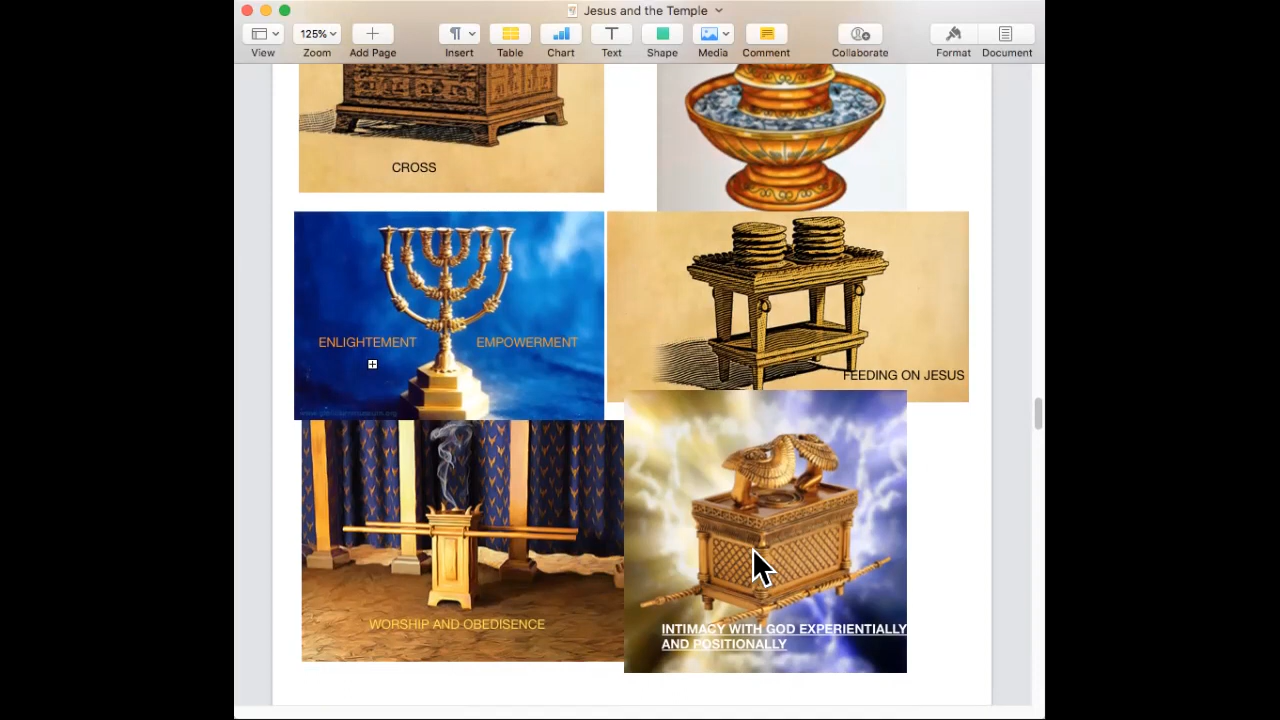 Jesus and the Temple
125%
View
Zoom
Add Page
Insert
Table
Chart
Text
Shape
Media
Comment
Collaborate
Format
Document
CROSS
ENLIGHTEMENT
EMPOWERMENT
FEEDING ON JESUS
WORSHIP AND OBEDISENCE
INTIMACY WITH GOD EXPERIENTIALLY
AND POSITIONALLY